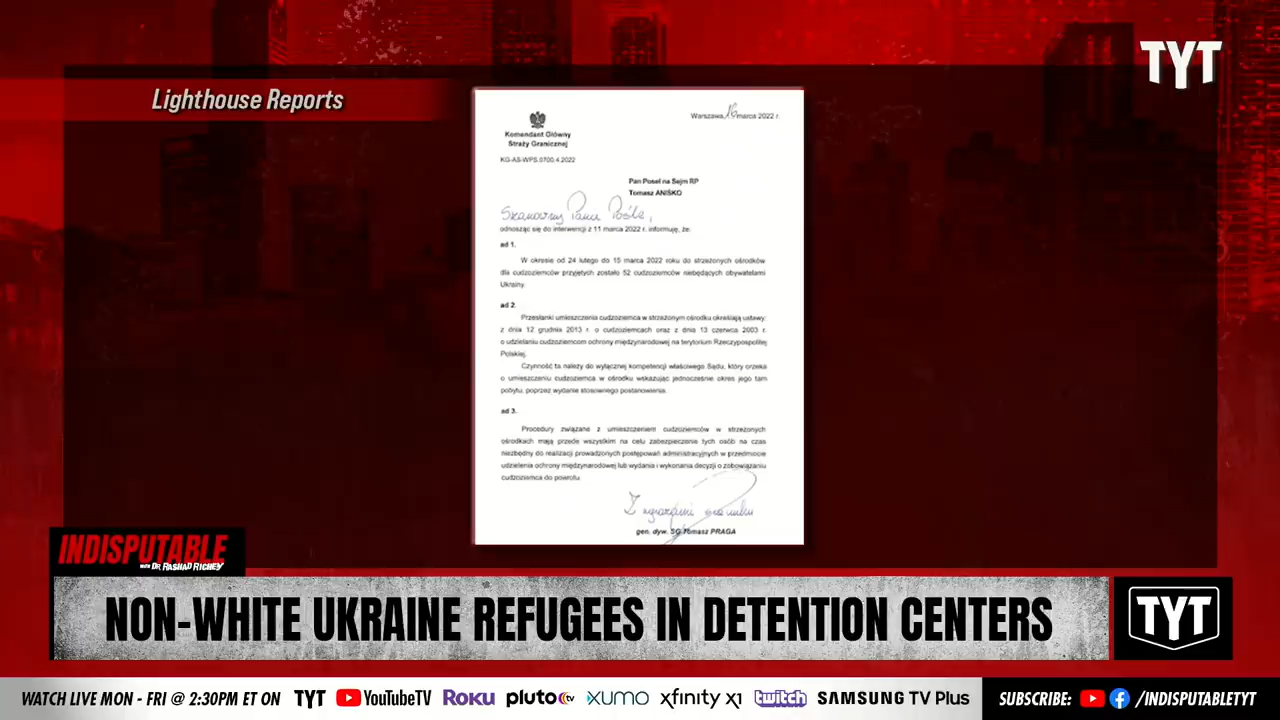 TYT
Lighthouse Reports
Warszawa, 16 marca 2022 r.
Komendant Główny
Straży Granicznej
KG-AS-WPS.0700.4.2022
Pan Poseł na Sejm RP
Tomasz ANIŚKO
Szanowny Panie Pośle,
odnosząc się do interwencji z 11 marca 2022 r. informuję, że:
ad 1.
W okresie od 24 lutego do 15 marca 2022 roku do strzeżonych ośrodków
dla cudzoziemców przyjętych zostało 52 cudzoziemców niebędących obywatelami
Ukrainy.
ad 2.
Przesłanki umieszczenia cudzoziemca w strzeżonym ośrodku określają ustawy:
z dnia 12 grudnia 2013 r. o cudzoziemcach oraz z dnia 13 czerwca 2003 r.
o udzielaniu cudzoziemcom ochrony międzynarodowej na terytorium Rzeczypospolitej
Polskiej.
Czynność ta należy do wyłącznej kompetencji właściwego Sądu, który orzeka
o umieszczeniu cudzoziemca w ośrodku wskazując jednocześnie okres jego tam
pobytu, poprzez wydanie stosownego postanowienia.
ad 3.
Procedury związane z umieszczeniem cudzoziemców w strzeżonych
ośrodkach mają przede wszystkim na celu zabezpieczenie tych osób na czas
niezbędny do realizacji prowadzonych postępowań administracyjnych w przedmiocie
udzielenia ochrony międzynarodowej lub wydania i wykonania decyzji o zobowiązaniu
cudzoziemca do powrotu.
Z wyrazami szacunku
gen. dyw. SG Tomasz PRAGA
INDISPUTABLE
WITH DR. RASHAD RICHEY
NON-WHITE UKRAINE REFUGEES IN DETENTION CENTERS
TYT
WATCH LIVE MON - FRI @ 2:30PM ET ON TYT YouTubeTV Roku pluto tv xumo xfinity x1 twitch SAMSUNG TV Plus SUBSCRIBE: /INDISPUTABLETYT